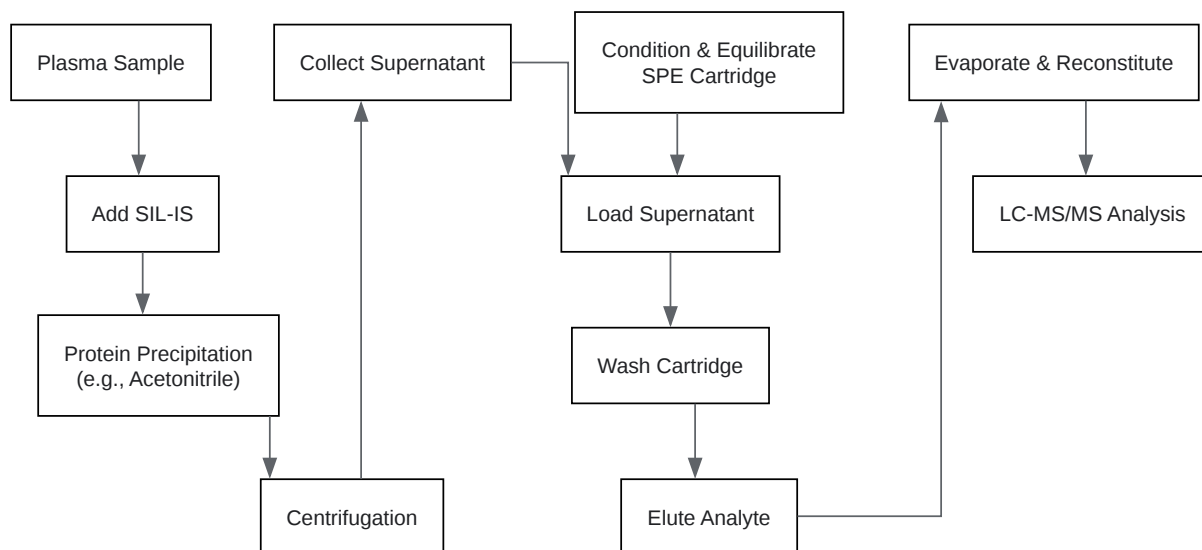 Plasma Sample
Add SIL-IS
Protein Precipitation
(e.g., Acetonitrile)
Centrifugation
Collect Supernatant
Condition & Equilibrate
SPE Cartridge
Load Supernatant
Wash Cartridge
Elute Analyte
Evaporate & Reconstitute
LC-MS/MS Analysis